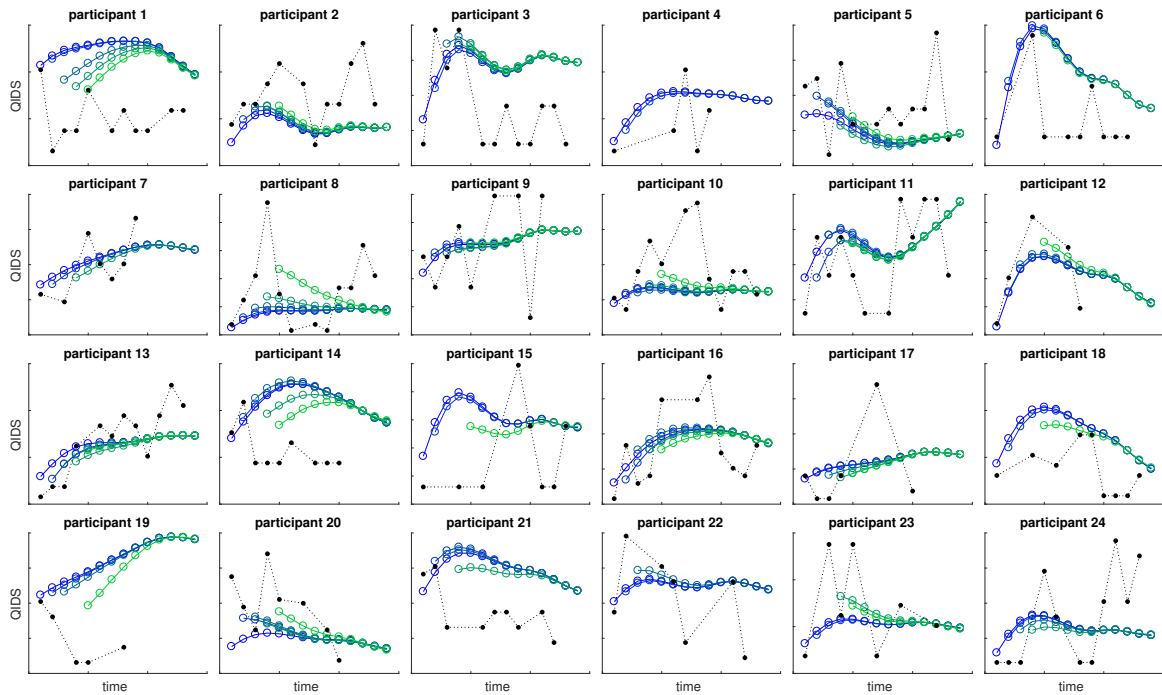 participant 1
participant 2
participant 3
participant 4
participant 5
participant 6
QIDS
participant 7
participant 8
participant 9
participant 10
participant 11
participant 12
QIDS
participant 13
participant 14
participant 15
participant 16
participant 17
participant 18
QIDS
participant 19
participant 20
participant 21
participant 22
participant 23
participant 24
QIDS
time
time
time
time
time
time